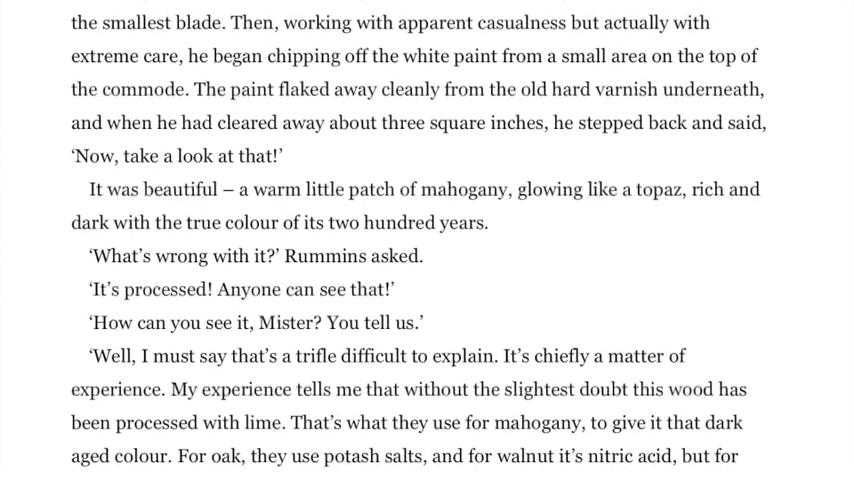 the smallest blade. Then, working with apparent casualness but actually with
extreme care, he began chipping off the white paint from a small area on the top of
the commode. The paint flaked away cleanly from the old hard varnish underneath,
and when he had cleared away about three square inches, he stepped back and said,
‘Now, take a look at that!’
It was beautiful – a warm little patch of mahogany, glowing like a topaz, rich and
dark with the true colour of its two hundred years.
‘What’s wrong with it?’ Rummins asked.
‘It’s processed! Anyone can see that!’
‘How can you see it, Mister? You tell us.’
‘Well, I must say that’s a trifle difficult to explain. It’s chiefly a matter of
experience. My experience tells me that without the slightest doubt this wood has
been processed with lime. That’s what they use for mahogany, to give it that dark
aged colour. For oak, they use potash salts, and for walnut it’s nitric acid, but for